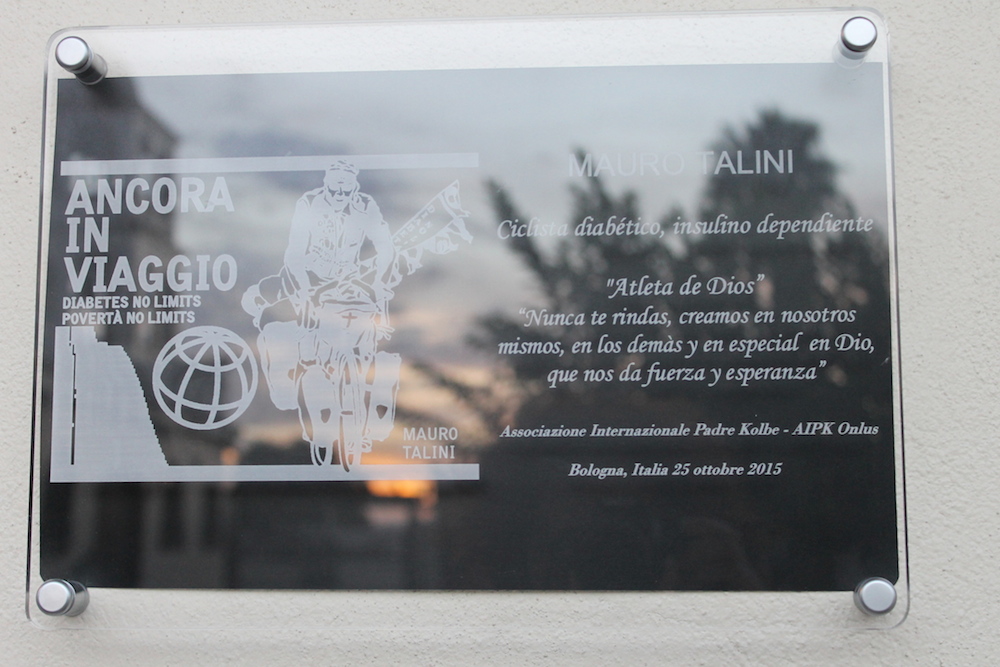 ANCORA
IN
VIAGGIO
DIABETES NO LIMITS
POVERTÀ NO LIMITS
MAURO
TALINI
MAURO TALINI
Ciclista diabético, insulino dependiente
"Atleta de Dios”
“Nunca te rindas, creamos en nosotros
mismos, en los demàs y en especial en Dio,
que nos da fuerza y esperanza”
Associazione Internazionale Padre Kolbe - AIPK Onlus
Bologna, Italia 25 ottobre 2015